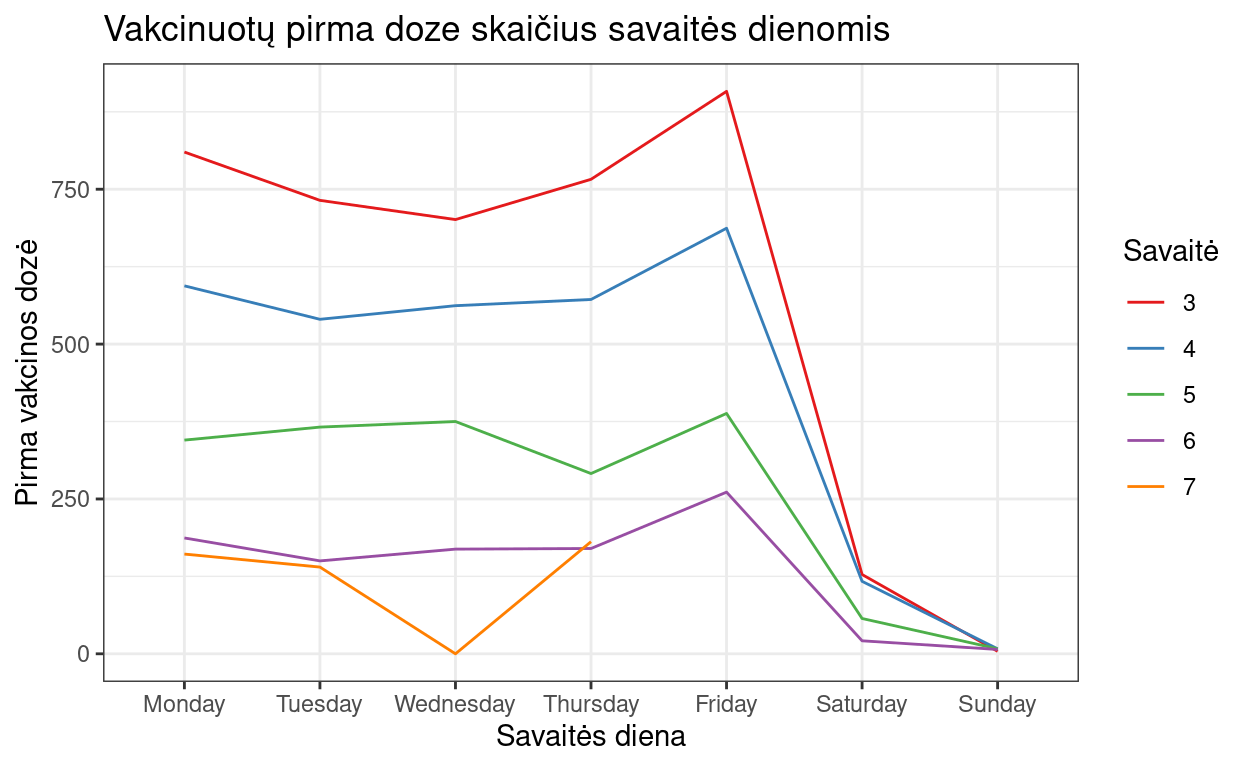 Vakcinuotų pirma doze skaičius savaitės dienomis
Pirma vakcinos dozė
750
500
250
0
Monday Tuesday Wednesday Thursday Friday Saturday Sunday
Savaitės diena
Savaitė
3
4
5
6
7